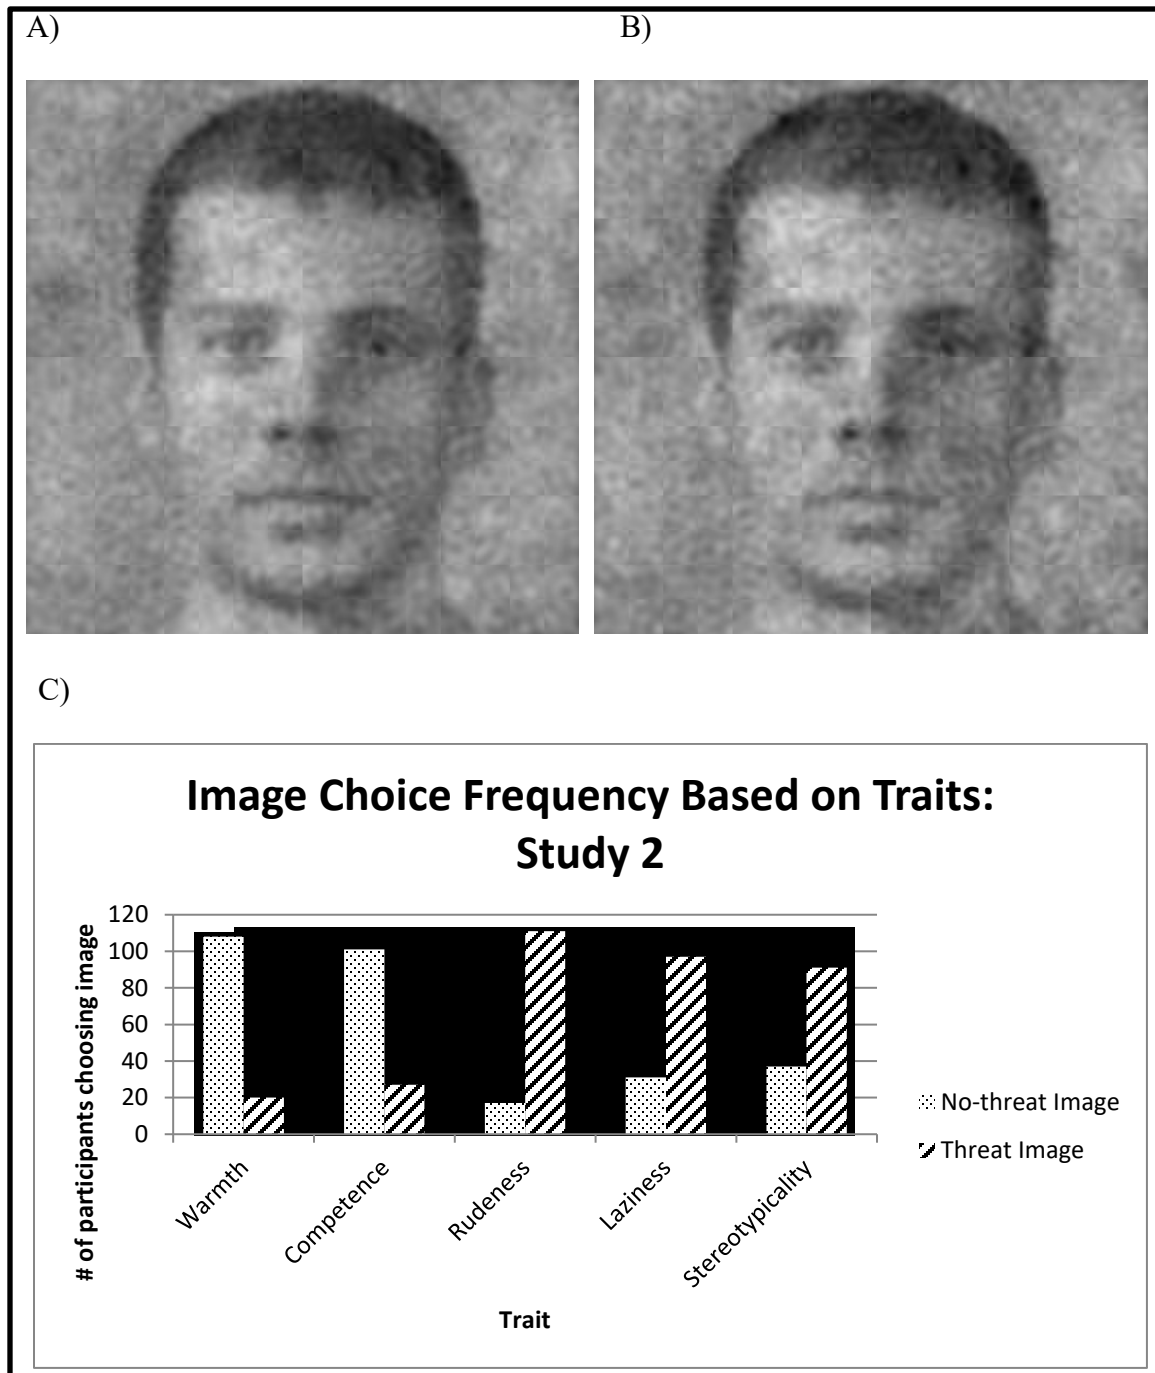 A)
B)
C)
Image Choice Frequency Based on Traits:
Study 2
# of participants choosing image
120
100
80
60
40
20
0
Warmth
Competence
Rudeness
Laziness
Stereotypicality
No-threat Image
Threat Image
Trait